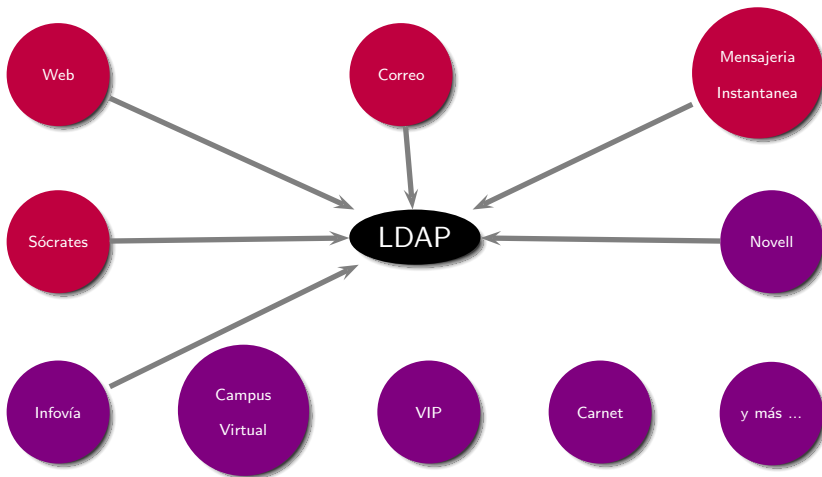 Web
Correo
Mensajeria
Instantanea
Sócrates
LDAP
Novell
Infovía
Campus
Virtual
VIP
Carnet
y más ...